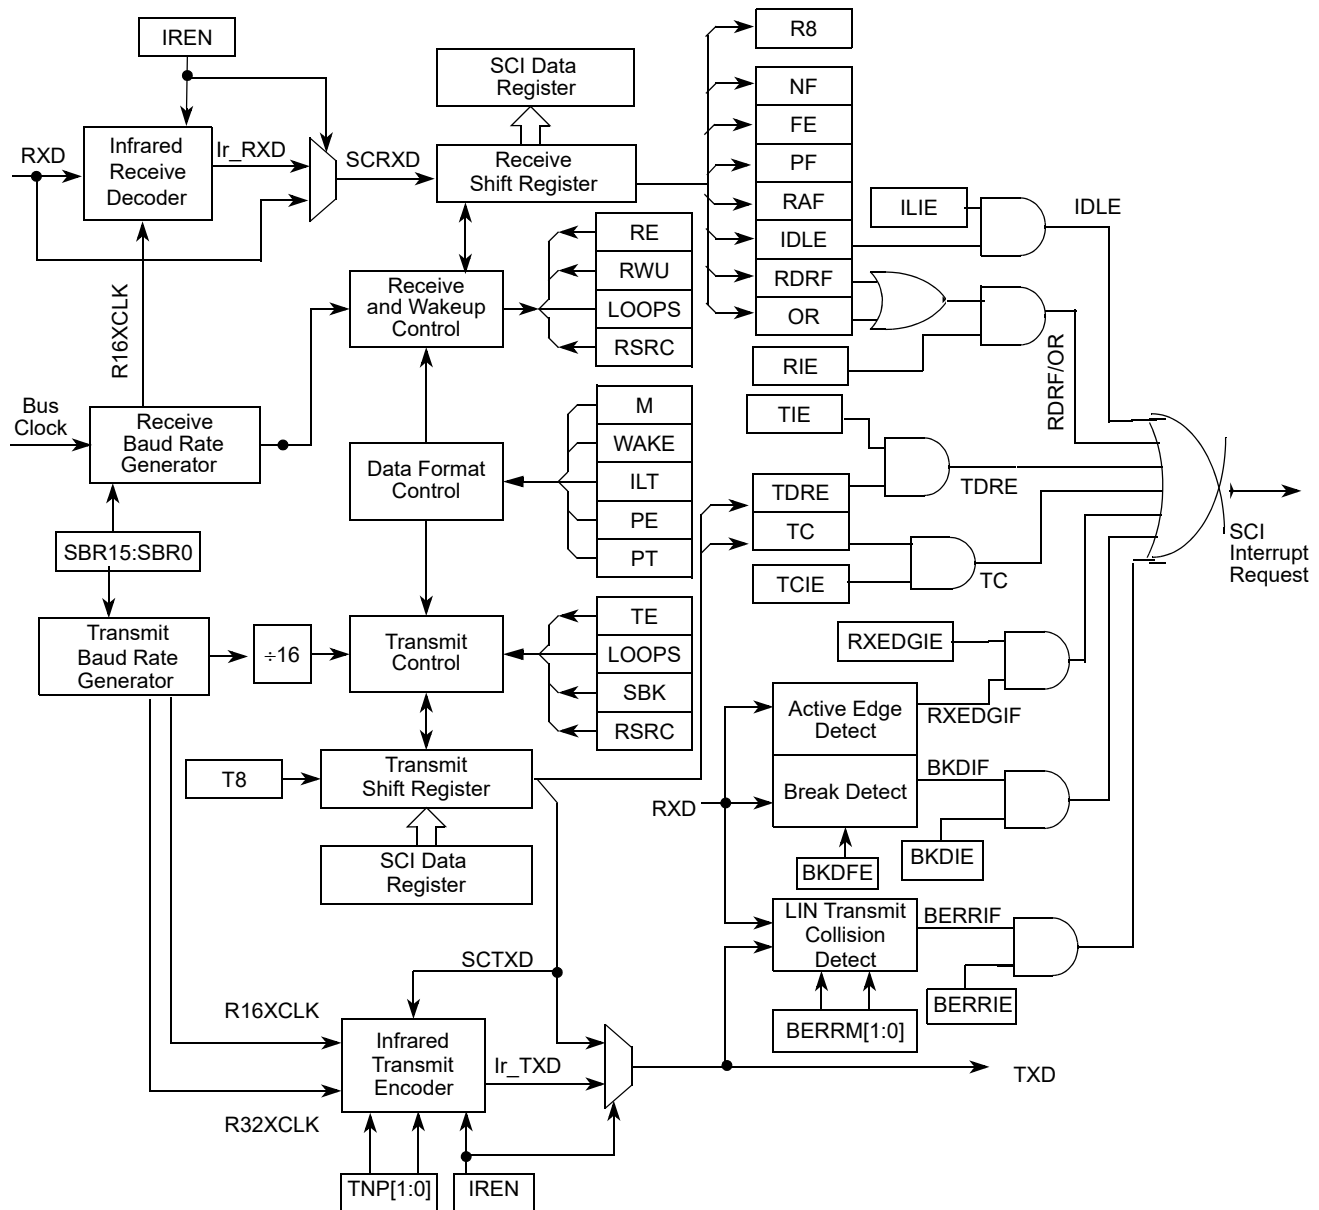 IREN
SCI Data
Register
R8
NF
FE
PF
RAF
IDLE
RDRF
OR
RXD
Infrared
Receive
Decoder
Ir_RXD
SCRXD
Receive
Shift Register
ILIE
IDLE
R16XCLK
Receive
and Wakeup
Control
RE
RWU
LOOPS
RSRC
RIE
RDRF/OR
Bus
Clock
Receive
Baud Rate
Generator
Data Format
Control
M
WAKE
ILT
PE
PT
TIE
TDRE
TC
TCIE
TDRE
TC
SCI
Interrupt
Request
SBR15:SBR0
Transmit
Baud Rate
Generator
÷16
Transmit
Control
TE
LOOPS
SBK
RSRC
RXEDGIE
Active Edge
Detect
RXEDGIF
T8
Transmit
Shift Register
RXD
Break Detect
BKDIF
BKDIE
BKDFE
SCI Data
Register
LIN Transmit
Collision
Detect
BERRIF
BERRIE
BERRM[1:0]
SCTXD
R16XCLK
Infrared
Transmit
Encoder
Ir_TXD
TXD
R32XCLK
TNP[1:0]
IREN